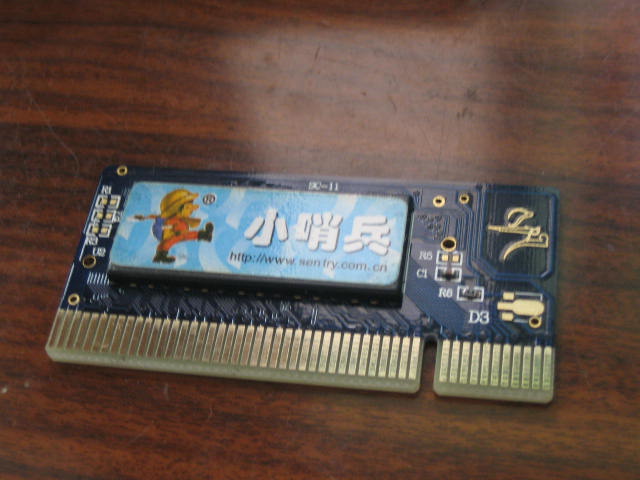 SC-11
®
小哨兵
http://www.sentry.com.cn
R5
C1
R6
D3